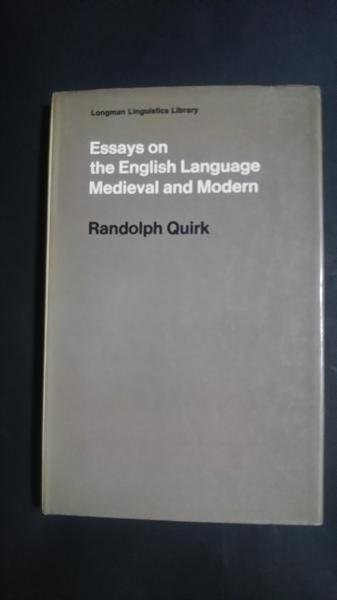 Longman Linguistics Library
Essays on
the English Language
Medieval and Modern
Randolph Quirk